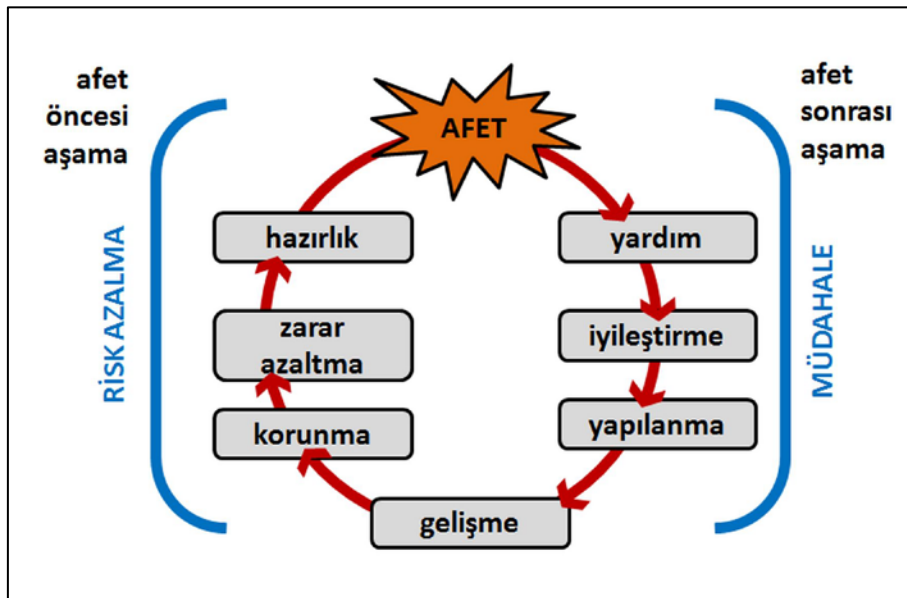 afet
öncesi
aşama
RİSK AZALMA
AFET
hazırlık
zarar
azaltma
korunma
gelişme
yardım
iyileştirme
yapılanma
afet
sonrası
aşama
MÜDAHALE